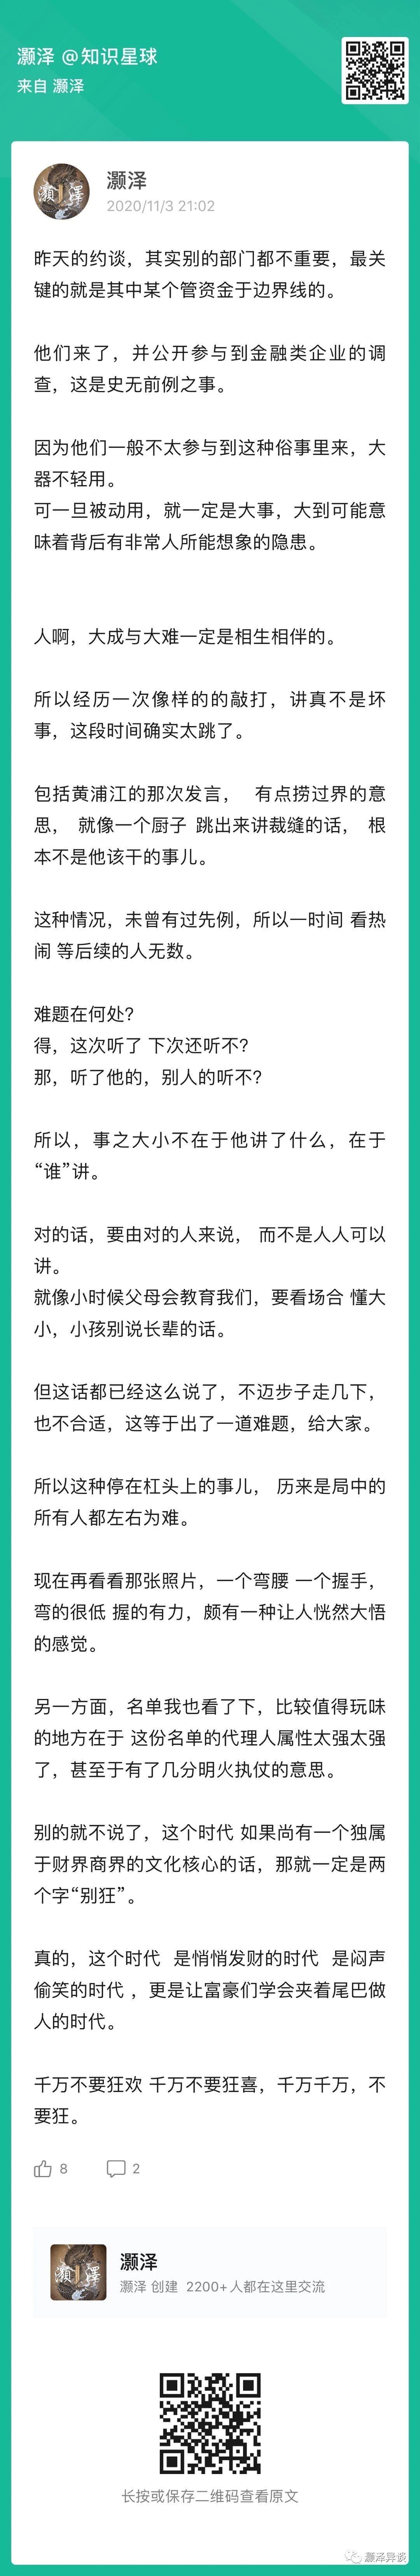 灏泽 @知识星球
来自 灏泽
灏泽
灏泽
2020/11/3 21:02
昨天的约谈，其实别的部门都不重要，最关
键的就是其中某个管资金于边界线的。
他们来了，并公开参与到金融类企业的调
查，这是史无前例之事。
因为他们一般不太参与到这种俗事里来，大
器不轻用。
可一旦被动用，就一定是大事，大到可能意
味着背后有非常人所能想象的隐患。
人啊，大成与大难一定是相生相伴的。
所以经历一次像样的的敲打，讲真不是坏
事，这段时间确实太跳了。
包括黄浦江的那次发言， 有点捞过界的意
思， 就像一个厨子 跳出来讲裁缝的话， 根
本不是他该干的事儿。
这种情况，未曾有过先例，所以一时间 看热
闹 等后续的人无数。
难题在何处？
得，这次听了 下次还听不？
那，听了他的，别人的听不？
所以，事之大小不在于他讲了什么，在于
“谁”讲。
对的话，要由对的人来说， 而不是人人可以
讲。
就像小时候父母会教育我们，要看场合 懂大
小，小孩别说长辈的话。
但这话都已经这么说了，不迈步子走几下，
也不合适，这等于出了一道难题，给大家。
所以这种停在杠头上的事儿， 历来是局中的
所有人都左右为难。
现在再看看那张照片，一个弯腰 一个握手，
弯的很低 握的有力，颇有一种让人恍然大悟
的感觉。
另一方面，名单我也看了下，比较值得玩味
的地方在于 这份名单的代理人属性太强太强
了，甚至于有了几分明火执仗的意思。
别的就不说了，这个时代 如果尚有一个独属
于财界商界的文化核心的话，那就一定是两
个字“别狂”。
真的，这个时代 是悄悄发财的时代 是闷声
偷笑的时代 ，更是让富豪们学会夹着尾巴做
人的时代。
千万不要狂欢 千万不要狂喜，千万千万，不
要狂。
8 2
灏泽
灏泽
灏泽 创建 2200+人都在这里交流
长按或保存二维码查看原文
灏泽异谈